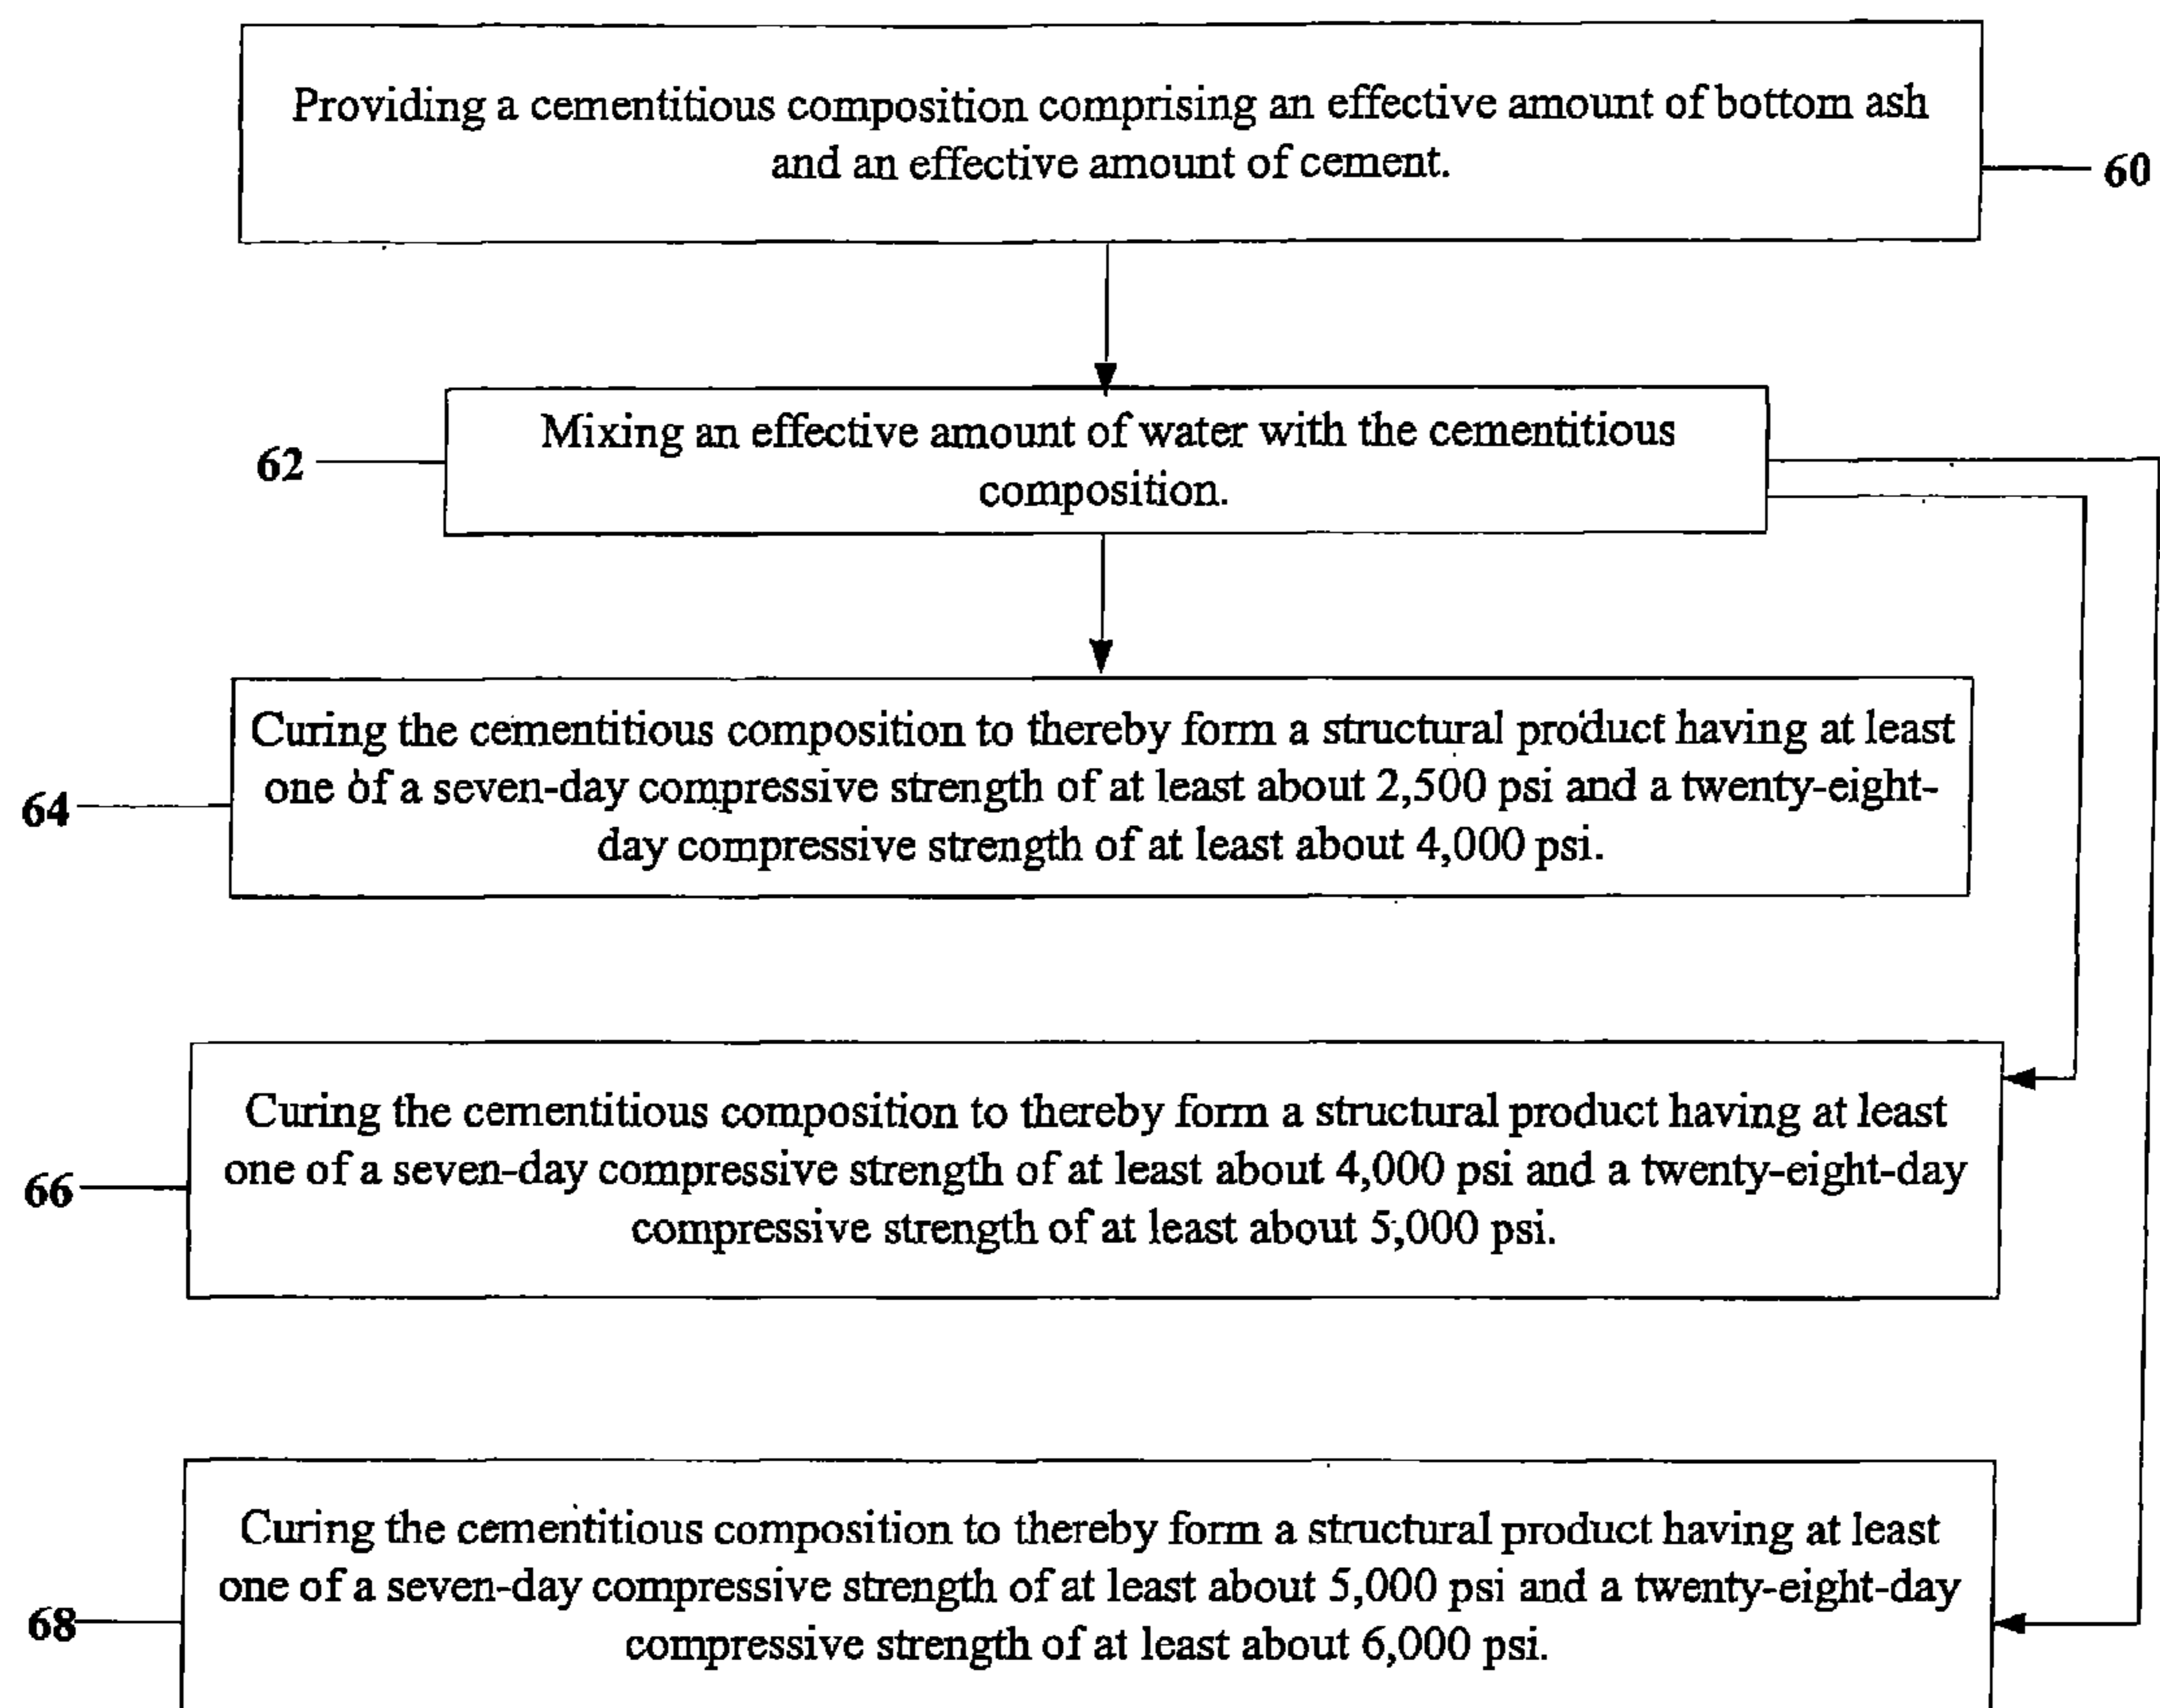 Providing a cementitious composition comprising an effective amount of bottom ash
and an effective amount of cement.
60
Mixing an effective amount of water with the cementitious
composition.
62
Curing the cementitious composition to thereby form a structural product having at least
one of a seven-day compressive strength of at least about 2,500 psi and a twenty-eight-
day compressive strength of at least about 4,000 psi.
64
Curing the cementitious composition to thereby form a structural product having at least
one of a seven-day compressive strength of at least about 4,000 psi and a twenty-eight-day
compressive strength of at least about 5,000 psi.
66
Curing the cementitious composition to thereby form a structural product having at least
one of a seven-day compressive strength of at least about 5,000 psi and a twenty-eight-day
compressive strength of at least about 6,000 psi.
68